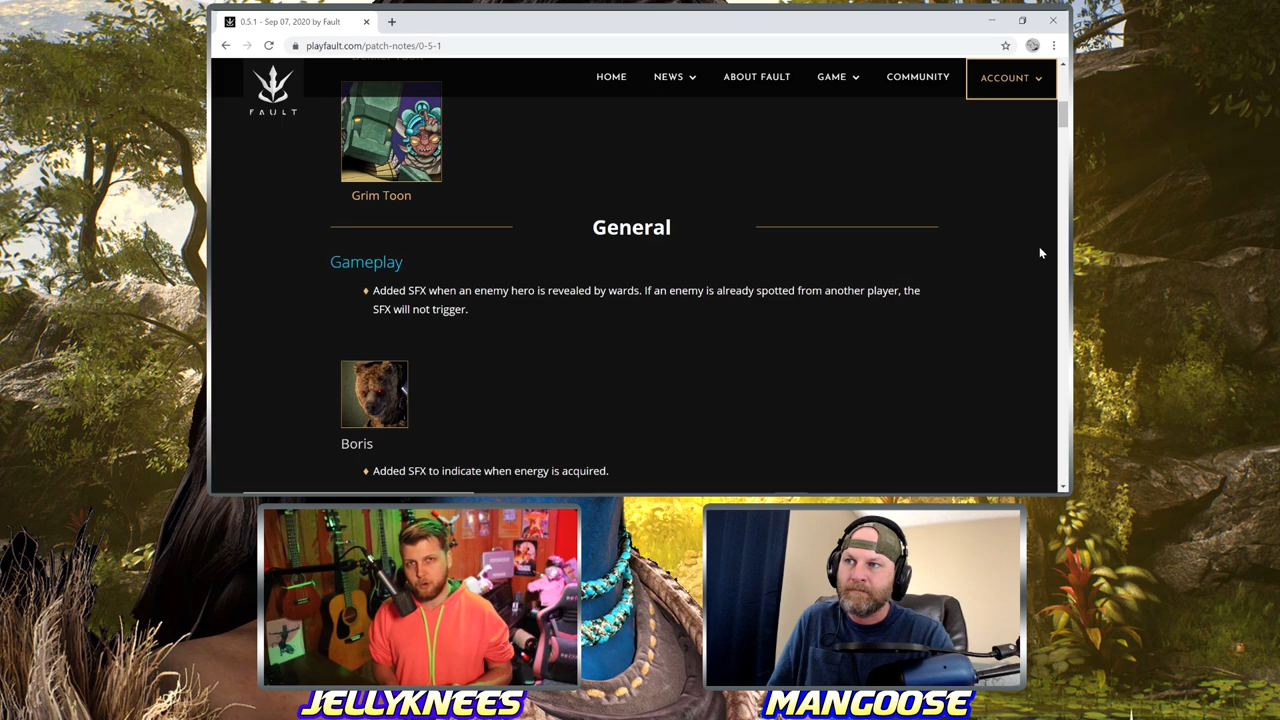 0.5.1 - Sep 07, 2020 by Fault
playfault.com/patch-notes/0-5-1
FAULT
HOME NEWS ABOUT FAULT GAME COMMUNITY ACCOUNT
Grim Toon
General
Gameplay
Added SFX when an enemy hero is revealed by wards. If an enemy is already spotted from another player, the
SFX will not trigger.
Boris
Added SFX to indicate when energy is acquired.
JELLYKNEES
MANGOOSE